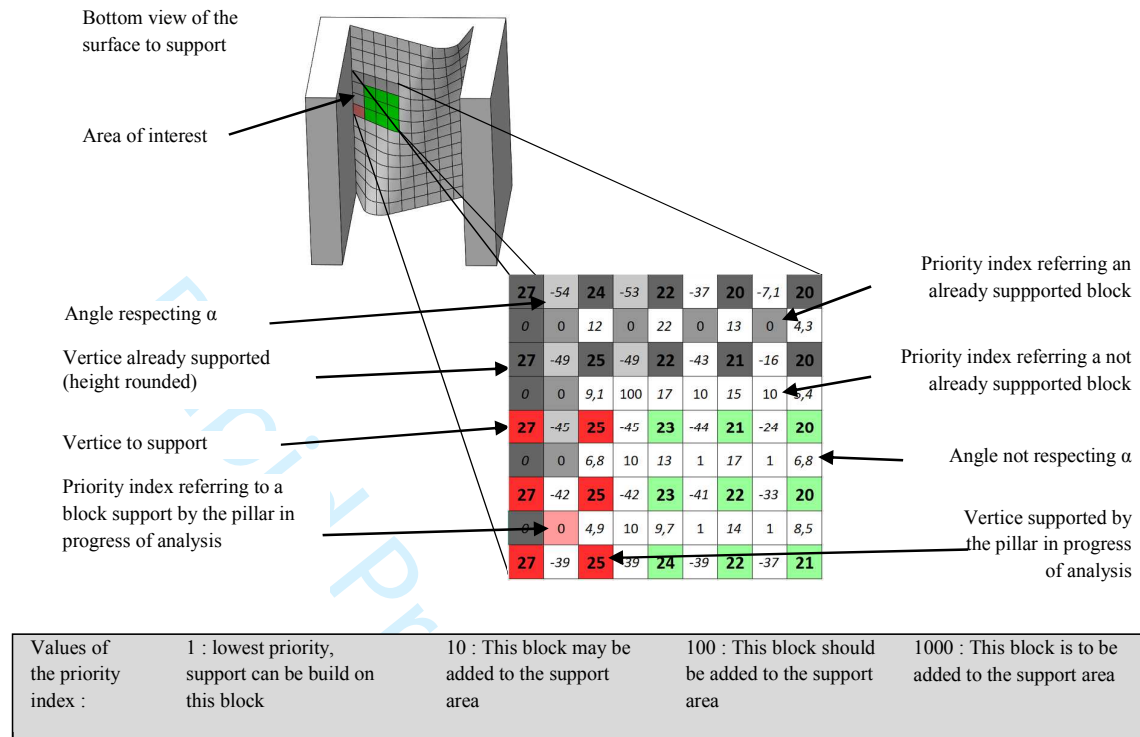 Bottom view of the
surface to support
Area of interest
Angle respecting α
Vertice already supported
(height rounded)
Vertice to support
Priority index referring to a
block support by the pillar in
progress of analysis
27 -54 24 -53 22 -37 20 -7,1 20
0 0 12 0 22 0 13 0 4,3
27 -49 25 -49 22 -43 21 -16 20
0 0 9,1 100 17 10 15 10 5,4
27 -45 25 -45 23 -44 21 -24 20
0 0 6,8 10 13 1 17 1 6,8
27 -42 25 -42 23 -41 22 -33 20
0 0 4,9 10 9,7 1 14 1 8,5
27 -39 25 -39 24 -39 22 -37 21
Priority index referring an
already suppported block
Priority index referring a not
already suppported block
Angle not respecting α
Vertice supported by
the pillar in progress
of analysis
Values of
the priority
index :
1 : lowest priority,
support can be build on
this block
10 : This block may be
added to the support
area
100 : This block should
be added to the support
area
1000 : This block is to be
added to the support area